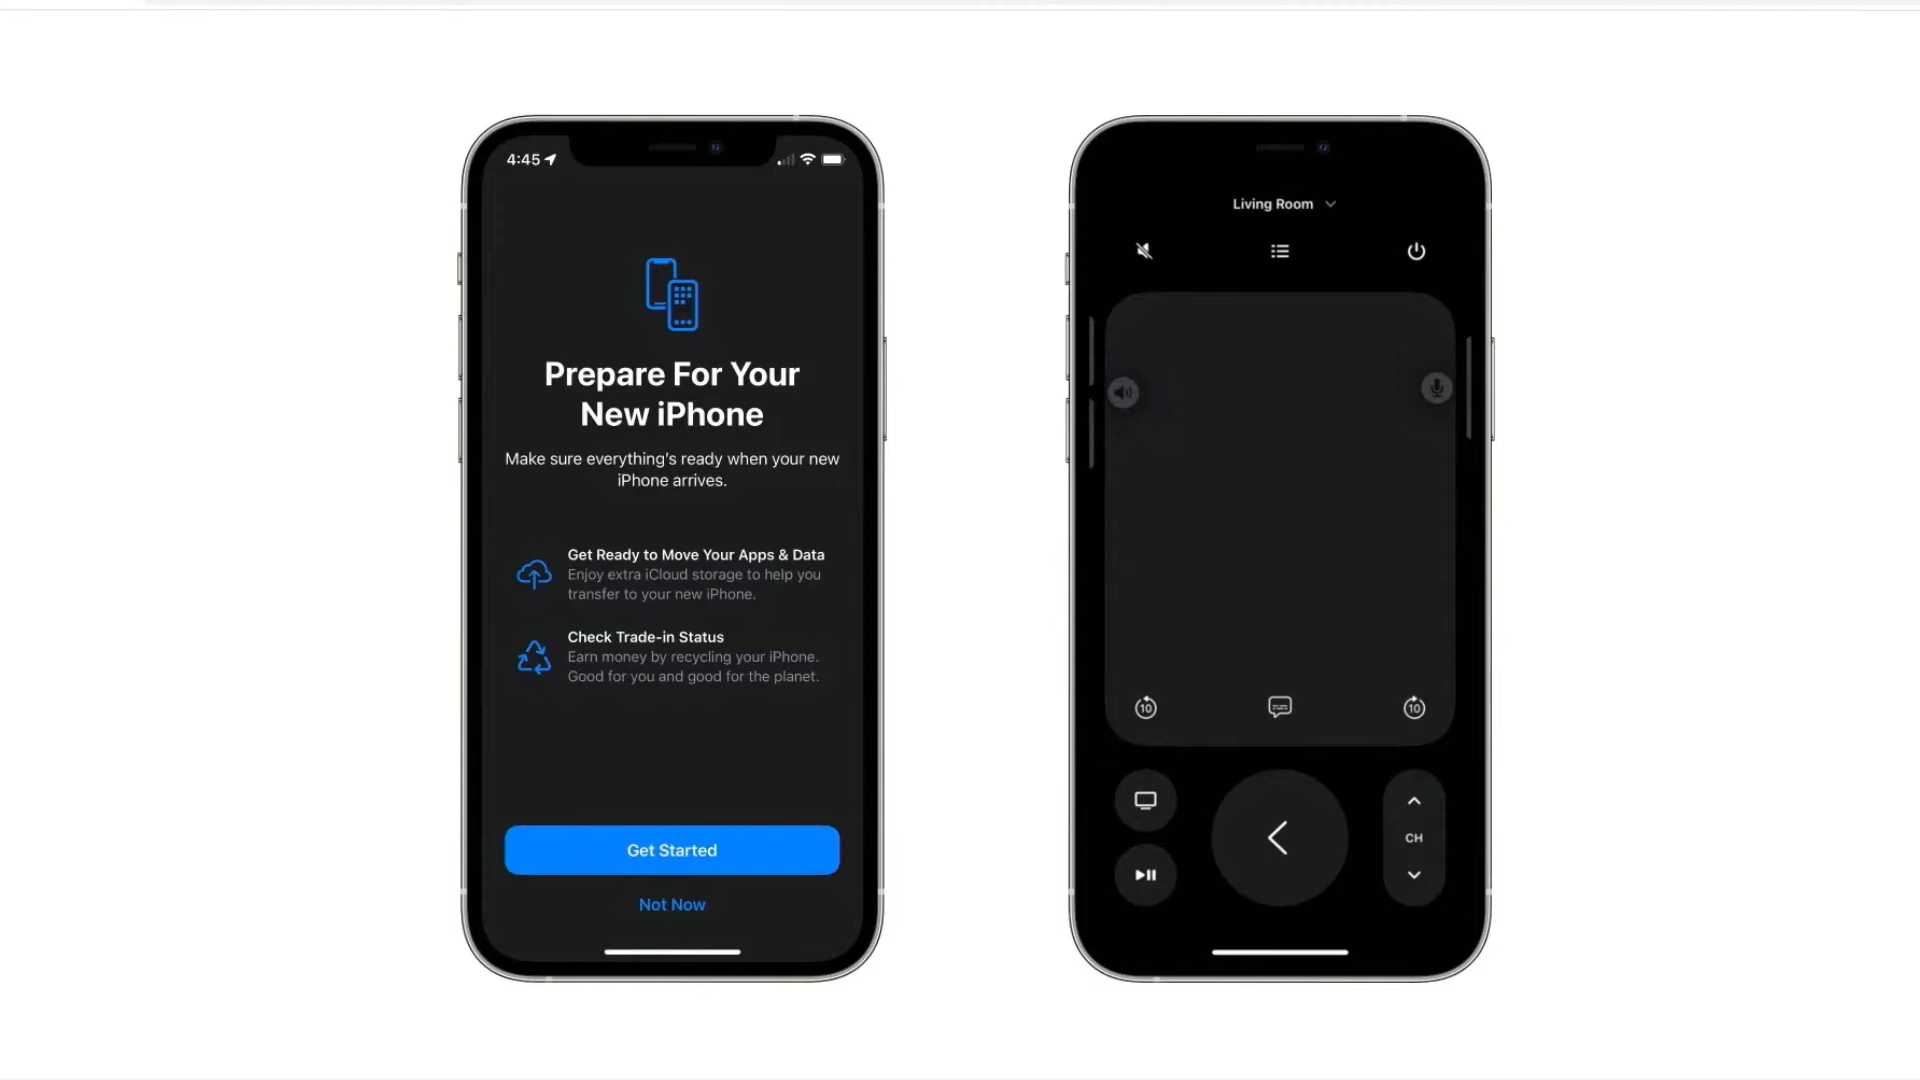 4:45
Prepare For Your
New iPhone
Make sure everything's ready when your new
iPhone arrives.
Get Ready to Move Your Apps & Data
Enjoy extra iCloud storage to help you
transfer to your new iPhone.
Check Trade-in Status
Earn money by recycling your iPhone.
Good for you and good for the planet.
Get Started
Not Now
Living Room
10
10
CH